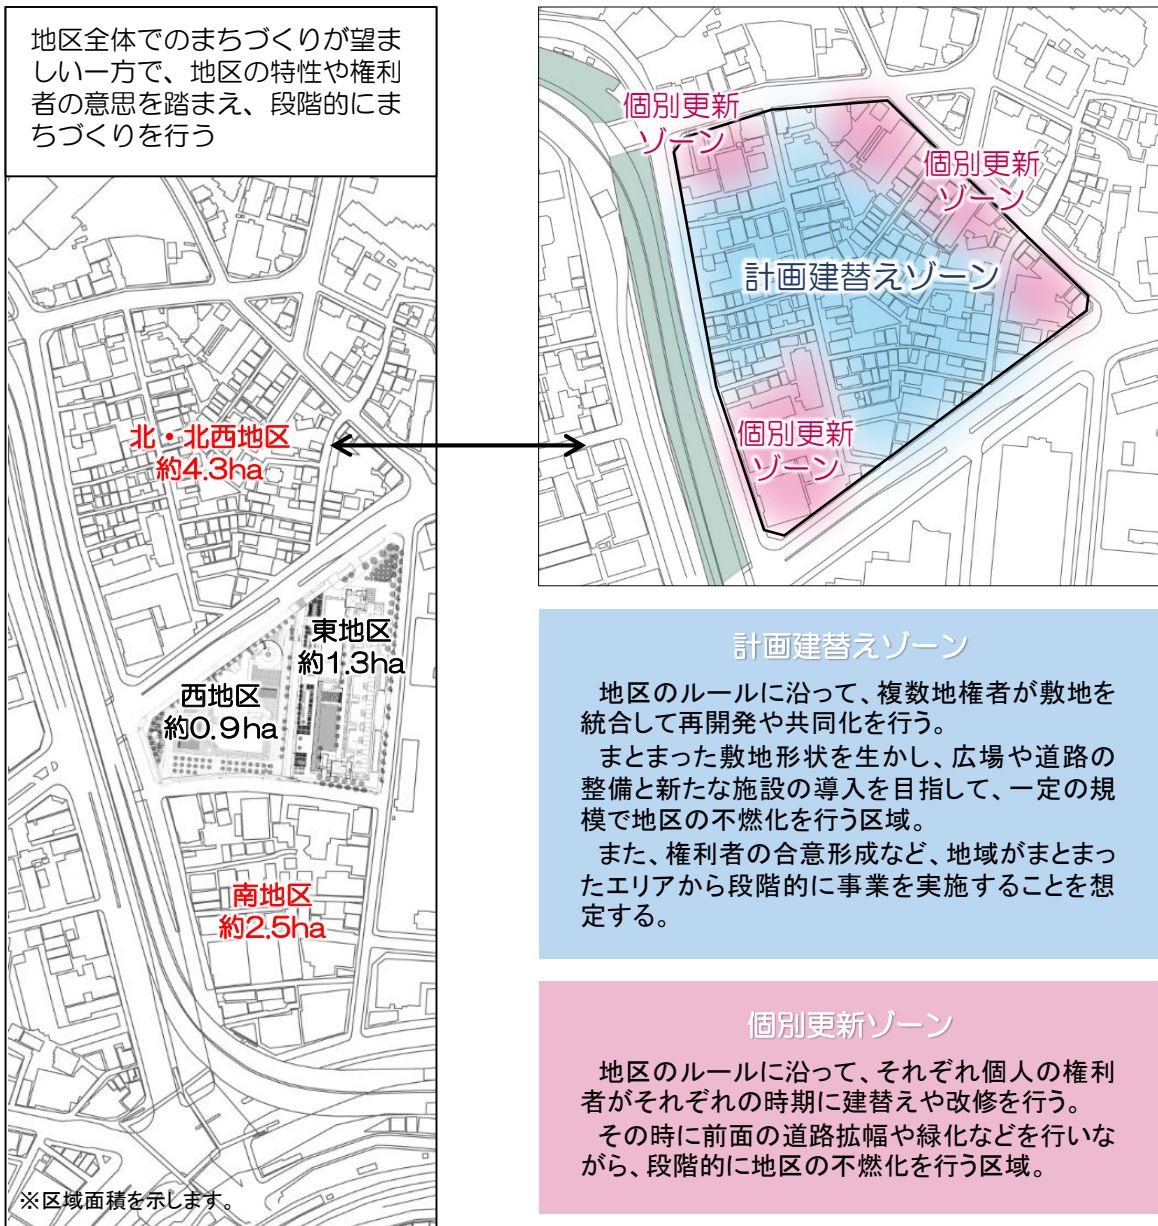 地区全体でのまちづくりが望ま
しい一方で、地区の特性や権利
者の意思を踏まえ、段階的にま
ちづくりを行う
北・北西地区
約4.3ha
東地区
約1.3ha
西地区
約0.9ha
南地区
約2.5ha
※区域面積を示します。
個別更新
ゾーン
個別更新
ゾーン
計画建替えゾーン
個別更新
ゾーン
計画建替えゾーン
地区のルールに沿って、複数地権者が敷地を
統合して再開発や共同化を行う。
まとまった敷地形状を生かし、広場や道路の
整備と新たな施設の導入を目指して、一定の規
模で地区の不燃化を行う区域。
また、権利者の合意形成など、地域がまとまっ
たエリアから段階的に事業を実施することを想
定する。
個別更新ゾーン
地区のルールに沿って、それぞれ個人の権利
者がそれぞれの時期に建替えや改修を行う。
その時に前面の道路拡幅や緑化などを行いな
がら、段階的に地区の不燃化を行う区域。